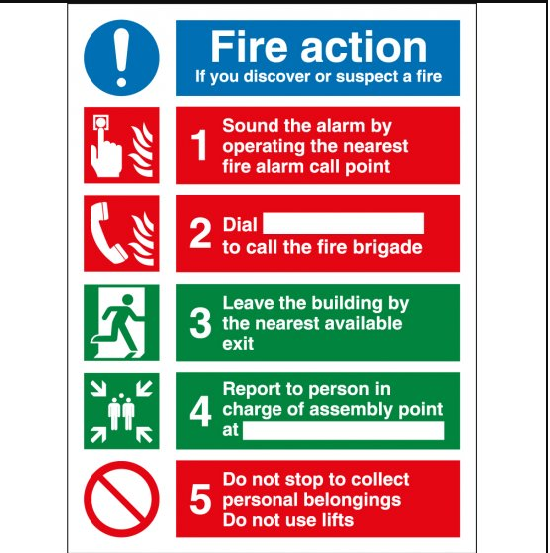 Fire action
If you discover or suspect a fire
1
Sound the alarm by
operating the nearest
fire alarm call point
2
Dial
to call the fire brigade
3
Leave the building by
the nearest available
exit
4
Report to person in
charge of assembly point
at
5
Do not stop to collect
personal belongings
Do not use lifts